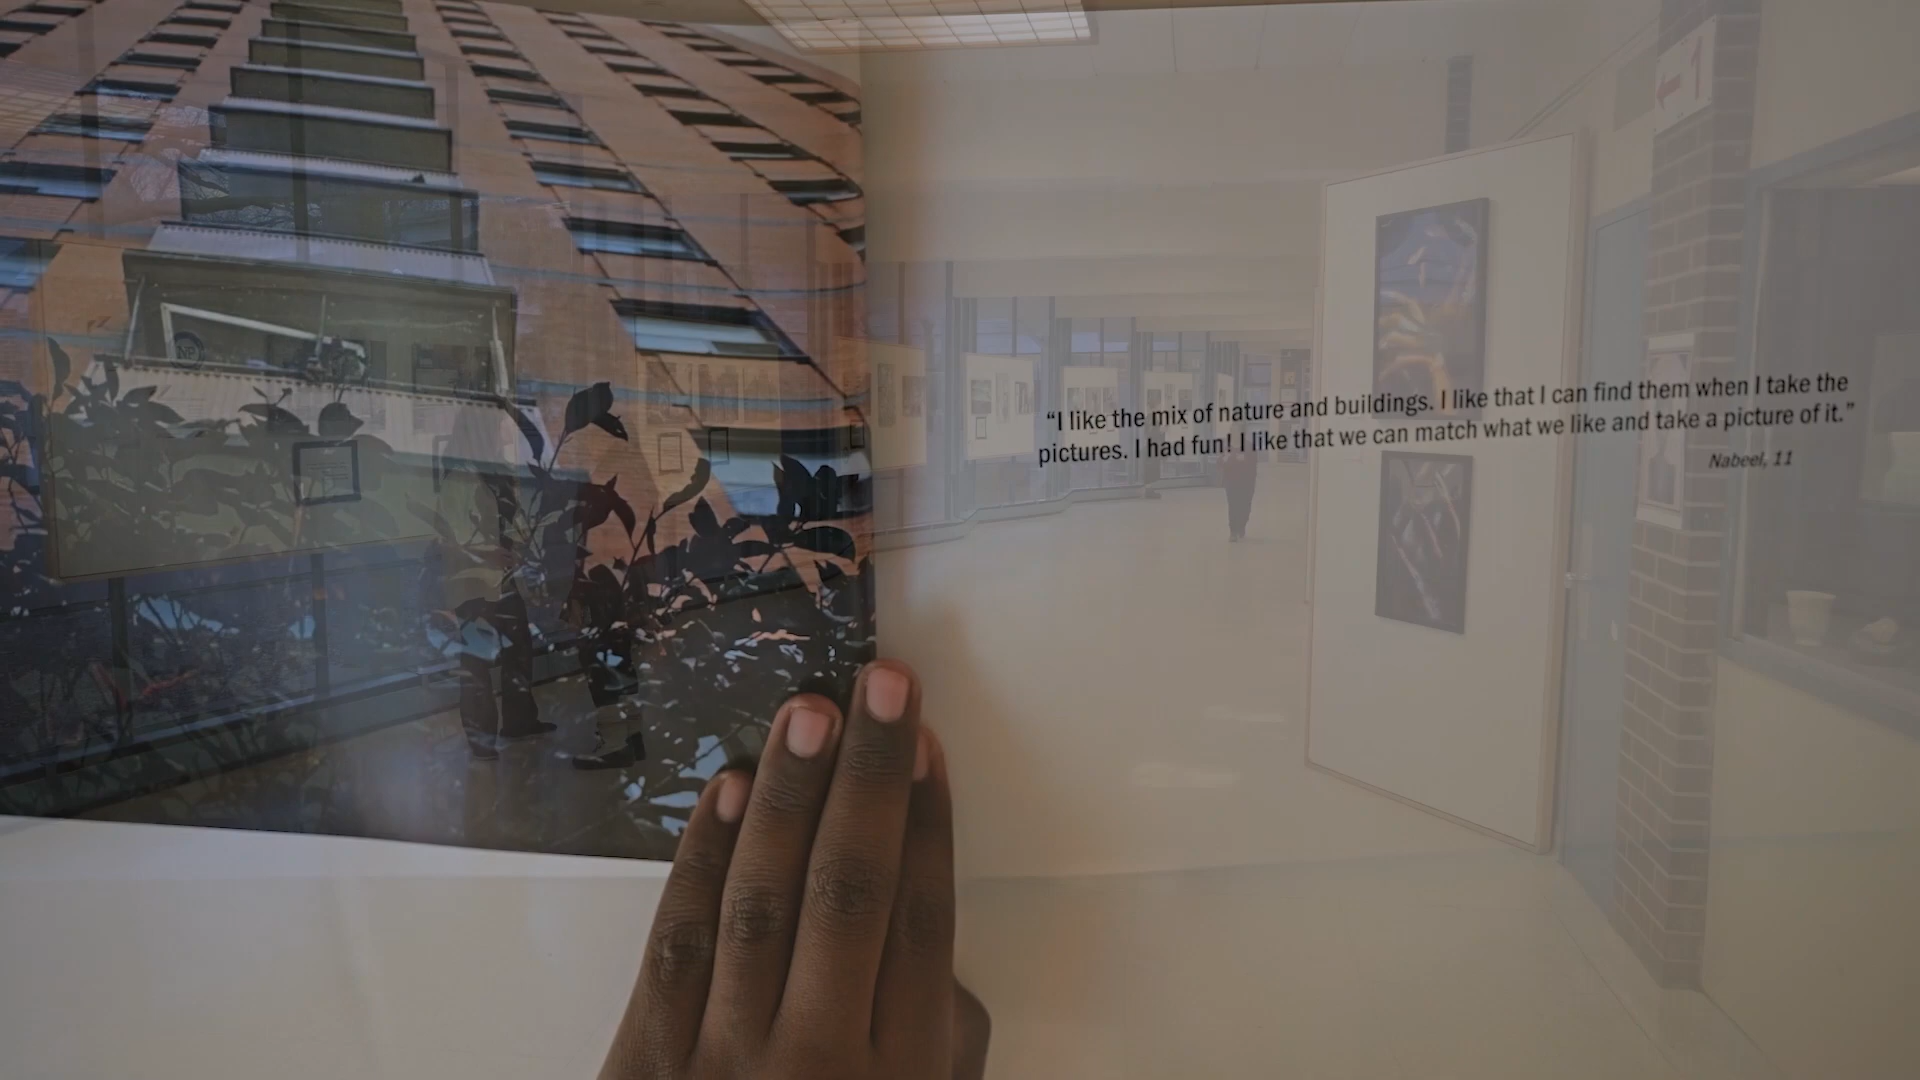 “I like the mix of nature and buildings. I like that I can find them when I take the
pictures. I had fun! I like that we can match what we like and take a picture of it.”
Nabeel, 11
1